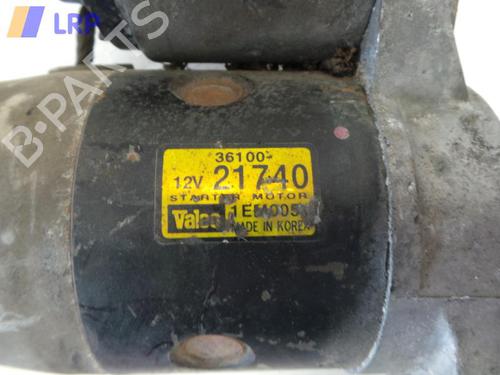 LRP
B-PARTS
36100-
12V 21740
STARTER MOTOR
Valeo
MADE IN KOREA